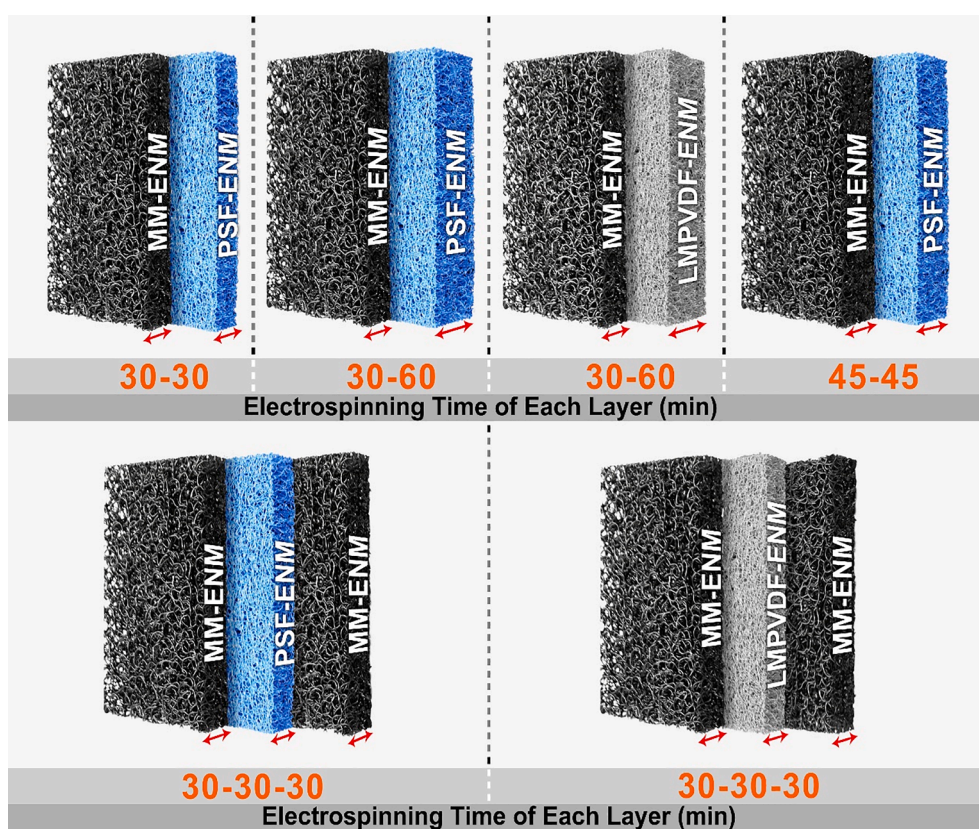 MM-ENM
PSF-ENM
MM-ENM
PSF-ENM
MM-ENM
LMPVDF-ENM
MM-ENM
PSF-ENM
30-30
30-60
30-60
45-45
Electrospinning Time of Each Layer (min)
MM-ENM
PSF-ENM
MM-ENM
MM-ENM
LMPVDF-ENM
MM-ENM
30-30-30
30-30-30
Electrospinning Time of Each Layer (min)